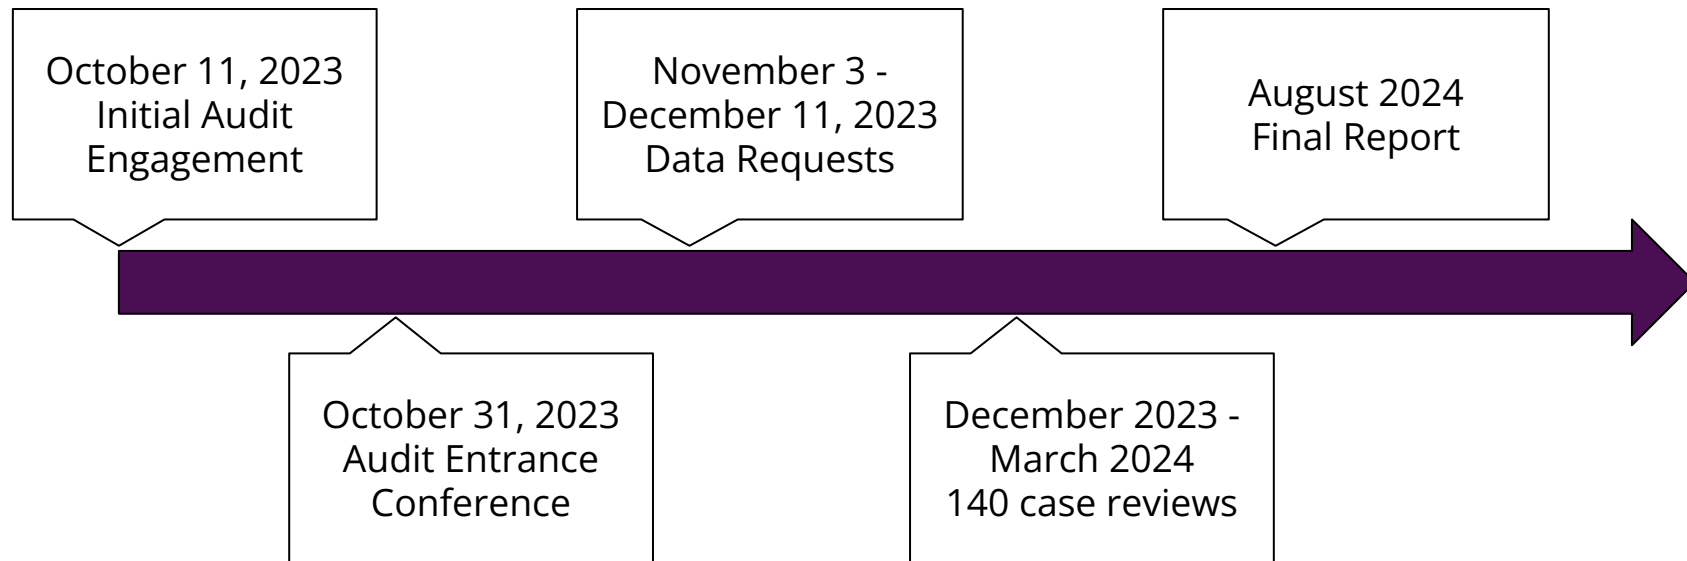 October 11, 2023
Initial Audit
Engagement
November 3 -
December 11, 2023
Data Requests
August 2024
Final Report
October 31, 2023
Audit Entrance
Conference
December 2023 -
March 2024
140 case reviews